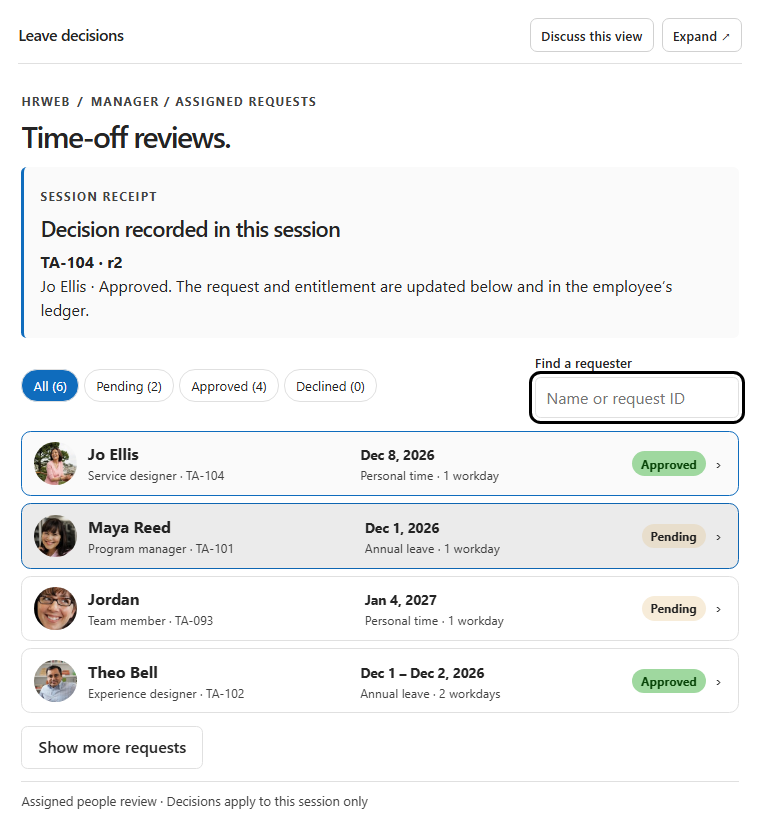 Leave decisions
Discuss this view
Expand ↗
HRWEB / MANAGER / ASSIGNED REQUESTS
Time-off reviews.
SESSION RECEIPT
Decision recorded in this session
TA-104 · r2
Jo Ellis · Approved. The request and entitlement are updated below and in the employee's
ledger.
Find a requester
All (6)
Pending (2)
Approved (4)
Declined (0)
Name or request ID
Jo Ellis
Service designer · TA-104
Dec 8, 2026
Personal time · 1 workday
Approved ›
Maya Reed
Program manager · TA-101
Dec 1, 2026
Annual leave · 1 workday
Pending ›
Jordan
Team member · TA-093
Jan 4, 2027
Personal time · 1 workday
Pending ›
Theo Bell
Experience designer · TA-102
Dec 1 – Dec 2, 2026
Annual leave · 2 workdays
Approved ›
Show more requests
Assigned people review · Decisions apply to this session only